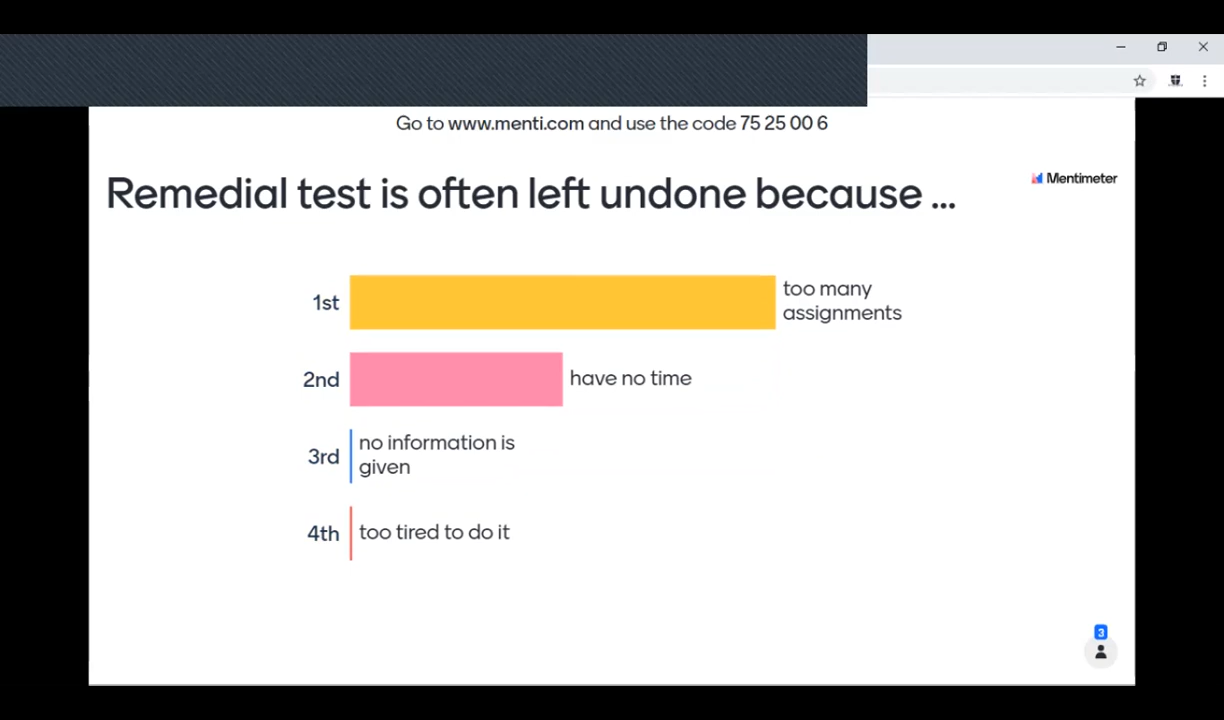 Go to www.menti.com and use the code 75 25 00 6
Mentimeter
Remedial test is often left undone because ...
1st
too many
assignments
2nd
have no time
3rd
no information is
given
4th
too tired to do it
3